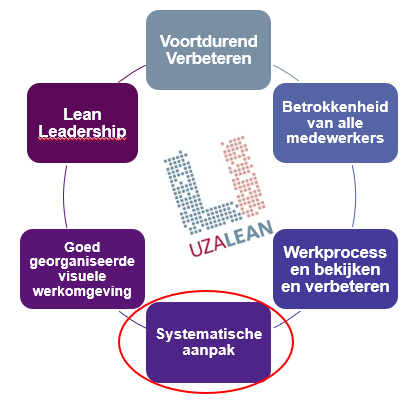 Voortdurend
Verbeteren
Betrokkenheid
van alle
medewerkers
Werkprocess
en bekijken
en verbeteren
Systematische
aanpak
Goed
georganiseerde
visuele
werkomgeving
Lean
Leadership
UZALEAN